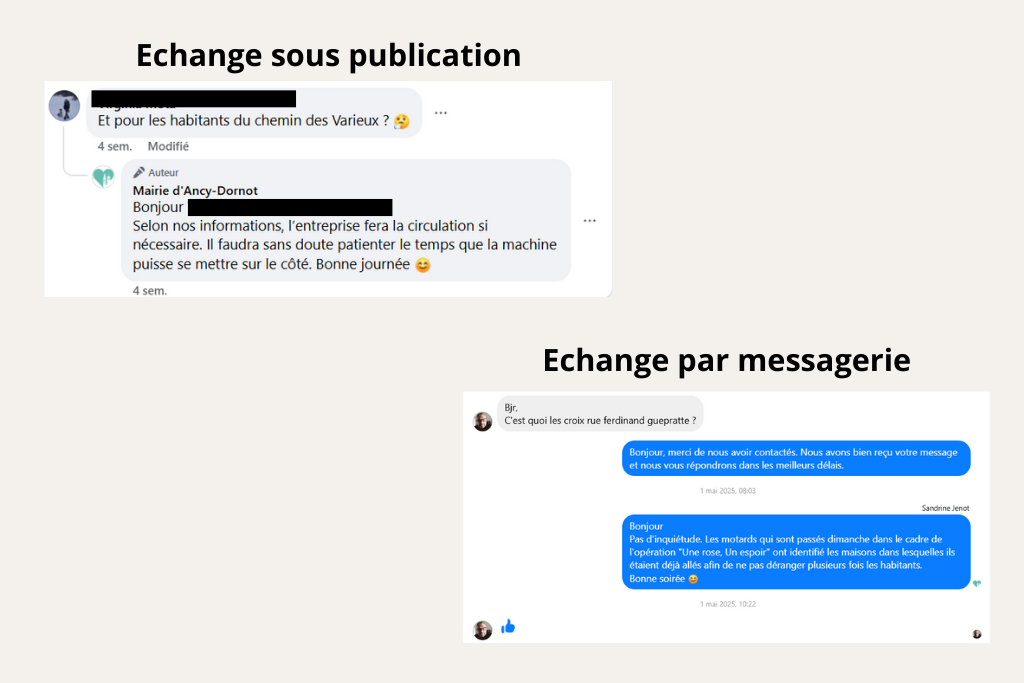 Echange sous publication
Et pour les habitants du chemin des Varieux ? 🤔
4 sem. Modifié
Auteur
Mairie d'Ancy-Dornot
Bonjour
Selon nos informations, l'entreprise fera la circulation si
nécessaire. Il faudra sans doute patienter le temps que la machine
puisse se mettre sur le côté. Bonne journée 😊
4 sem.
Echange par messagerie
Bjr,
C'est quoi les croix rue ferdinand guepratte ?
Bonjour, merci de nous avoir contactés. Nous avons bien reçu votre message
et nous vous répondrons dans les meilleurs délais.
1 mai 2025, 08:03
Sandrine Jenot
Bonjour
Pas d'inquiétude. Les motards qui sont passés dimanche dans le cadre de
l'opération "Une rose, Un espoir" ont identifié les maisons dans lesquelles ils
étaient déjà allés afin de ne pas déranger plusieurs fois les habitants.
Bonne soirée 😊
1 mai 2025, 10:22